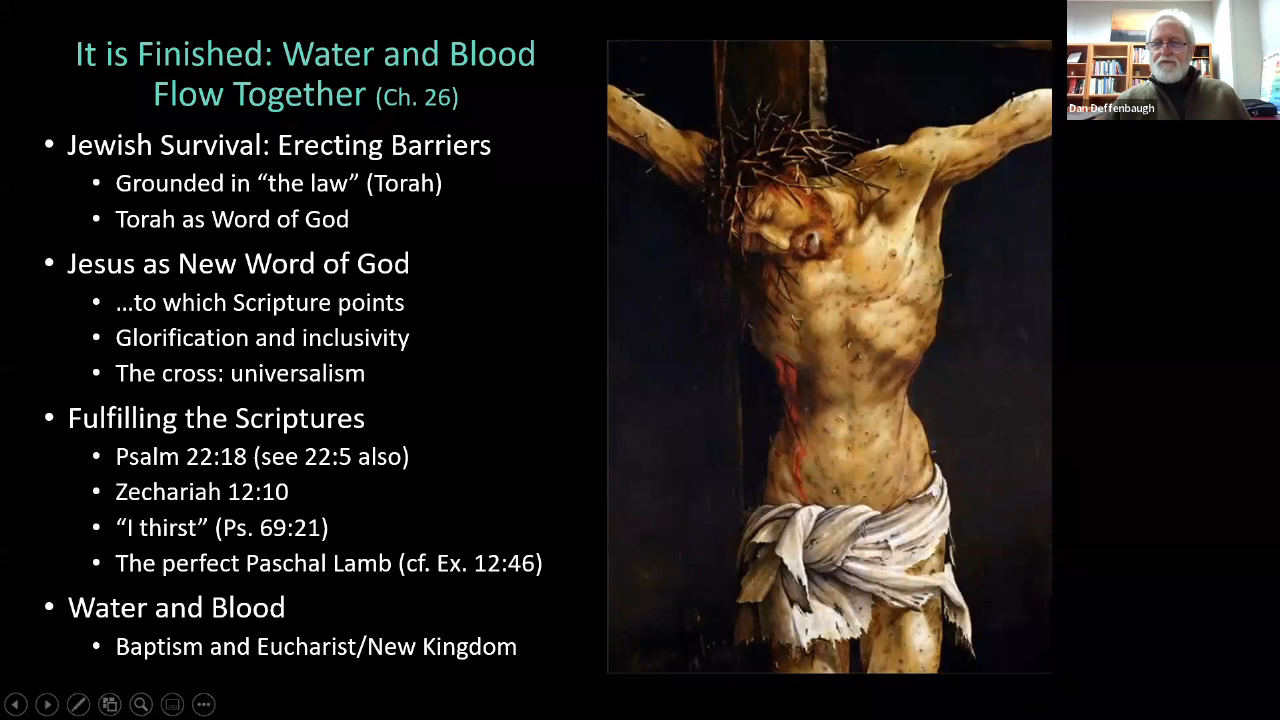 It is Finished: Water and Blood
Flow Together (Ch. 26)
• Jewish Survival: Erecting Barriers
• Grounded in “the law” (Torah)
• Torah as Word of God
• Jesus as New Word of God
• …to which Scripture points
• Glorification and inclusivity
• The cross: universalism
• Fulfilling the Scriptures
• Psalm 22:18 (see 22:5 also)
• Zechariah 12:10
• “I thirst” (Ps. 69:21)
• The perfect Paschal Lamb (cf. Ex. 12:46)
• Water and Blood
• Baptism and Eucharist/New Kingdom
Dan Deffenbaugh